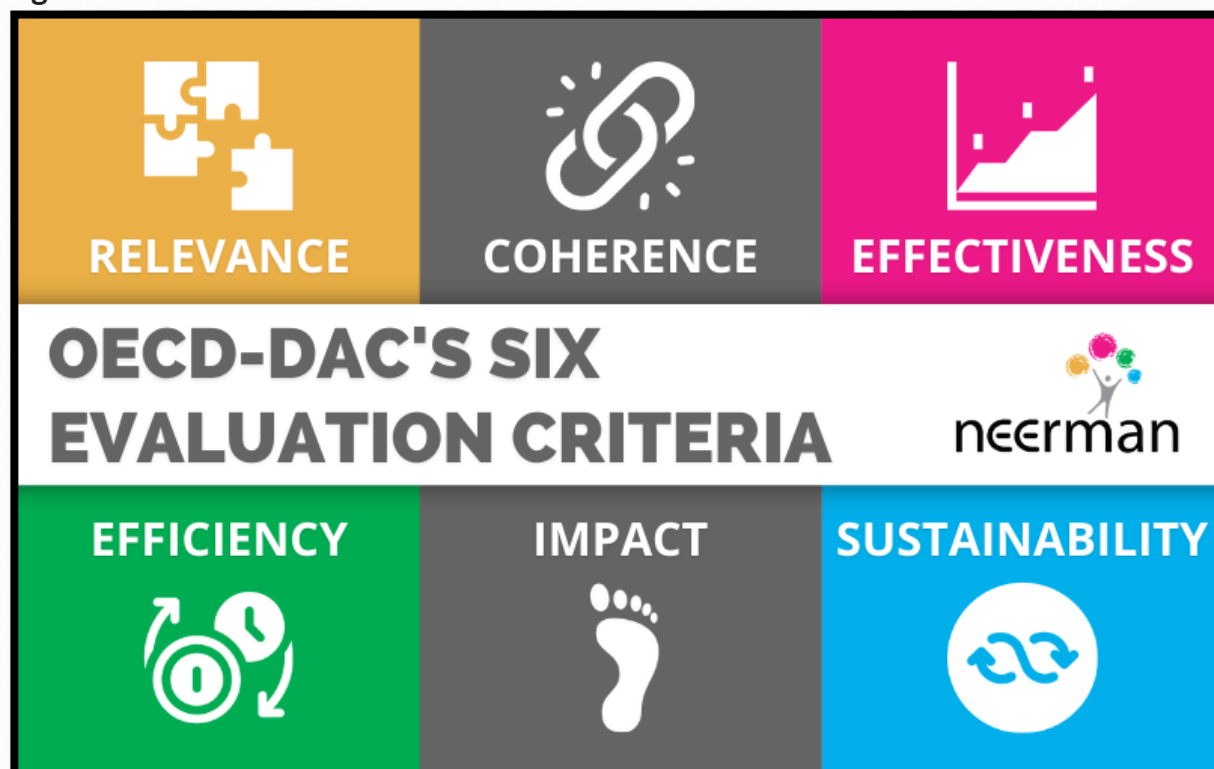 RELEVANCE
COHERENCE
EFFECTIVENESS
OECD-DAC'S SIX
EVALUATION CRITERIA
neerman
EFFICIENCY
IMPACT
SUSTAINABILITY